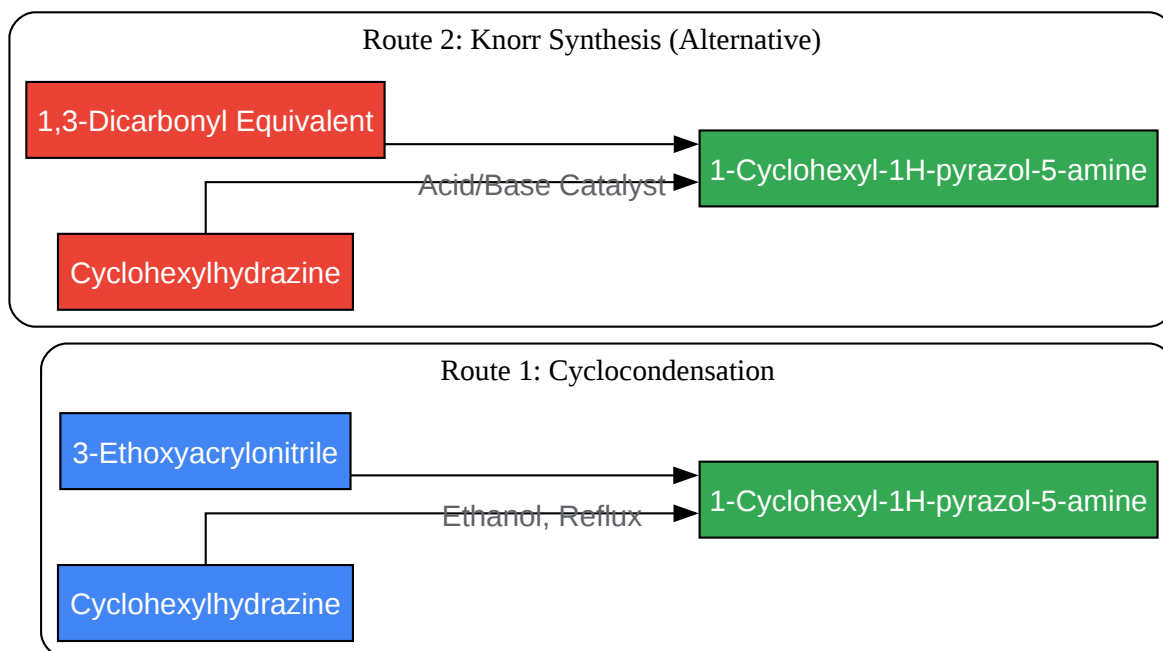 Route 2: Knorr Synthesis (Alternative)
1,3-Dicarbonyl Equivalent
1-Cyclohexyl-1H-pyrazol-5-amine
Acid/Base Catalyst
Cyclohexylhydrazine
Route 1: Cyclocondensation
3-Ethoxyacrylonitrile
1-Cyclohexyl-1H-pyrazol-5-amine
Ethanol, Reflux
Cyclohexylhydrazine